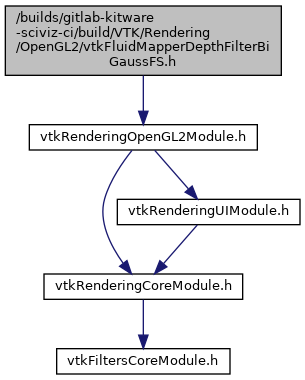 /builds/gitlab-kitware
-sciviz-ci/build/VTK/Rendering
/OpenGL2/vtkFluidMapperDepthFilterBi
GaussFS.h
vtkRenderingOpenGL2Module.h
vtkRenderingUIModule.h
vtkRenderingCoreModule.h
vtkFiltersCoreModule.h